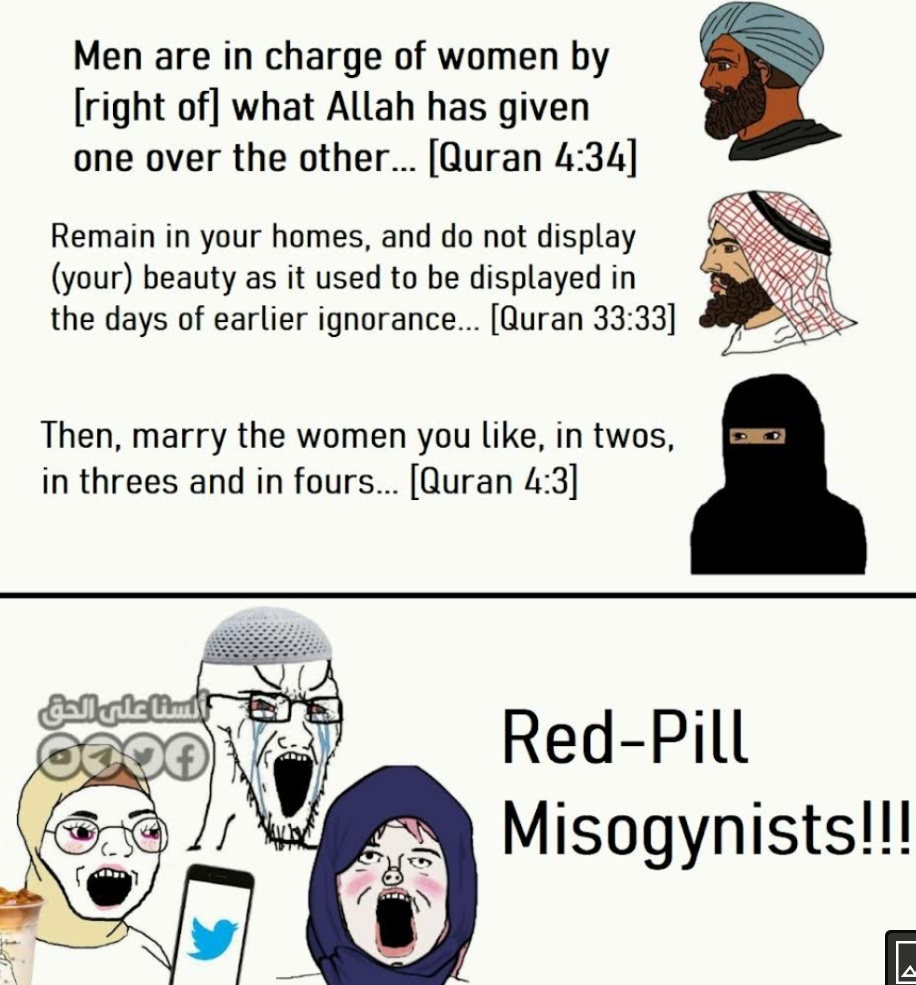 Men are in charge of women by
[right of] what Allah has given
one over the other... [Quran 4:34]
Remain in your homes, and do not display
(your) beauty as it used to be displayed in
the days of earlier ignorance... [Quran 33:33]
Then, marry the women you like, in twos,
in threes and in fours... [Quran 4:3]
ألسنا على الحق
Red-Pill
Misogynists!!!